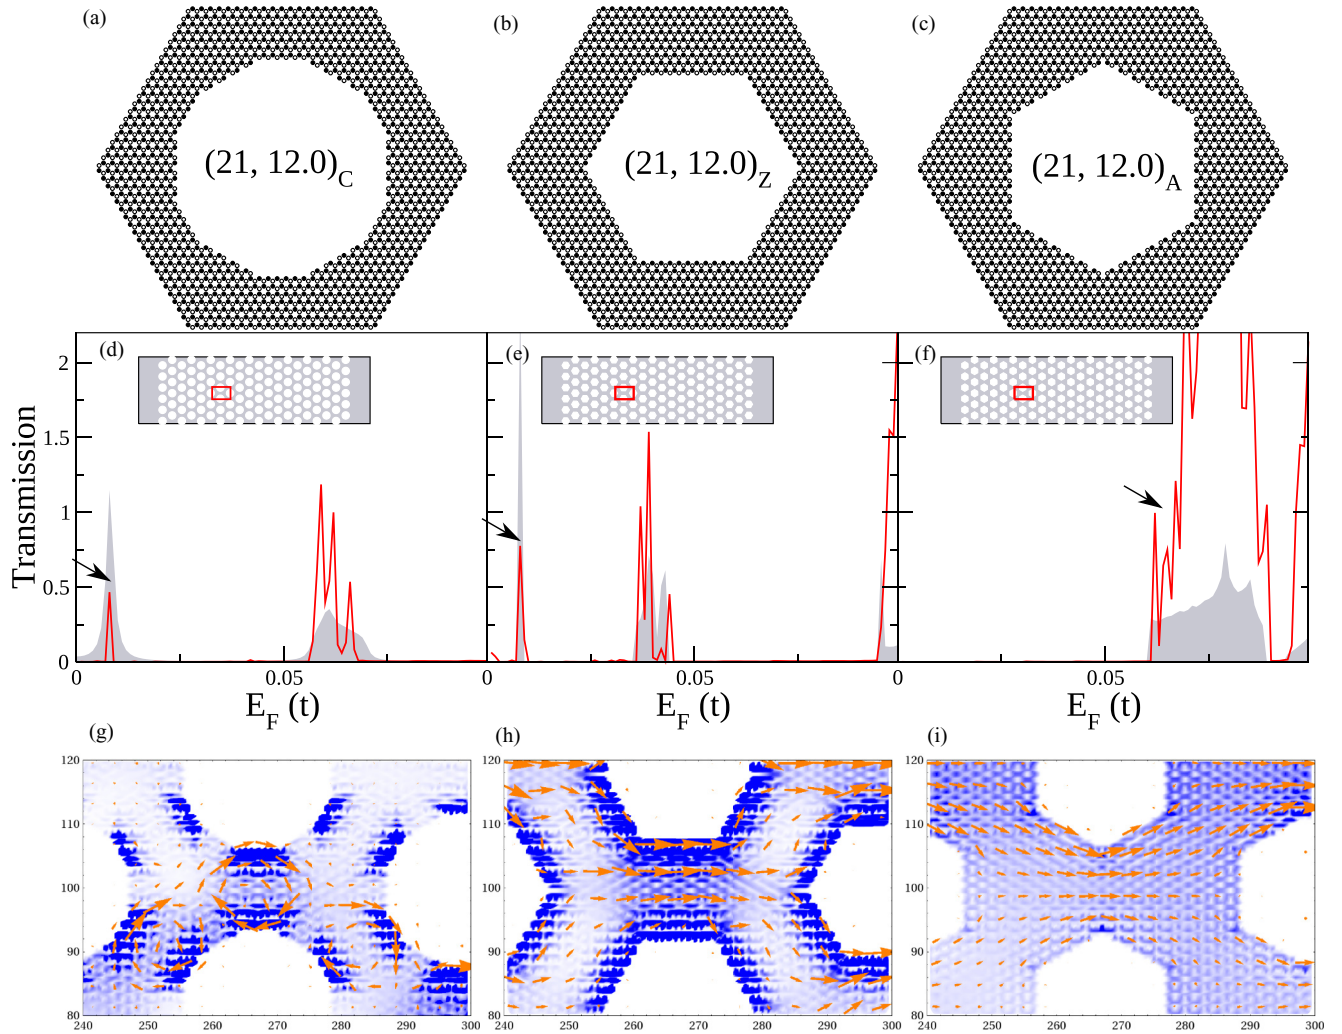 (a)
(b)
(c)
(21, 12.0)C
(21, 12.0)Z
(21, 12.0)A
(d)
(e)
(f)
2
1.5
1
0.5
0
Transmission
0
0.05
0
0.05
0
0.05
EF (t)
EF (t)
EF (t)
(g)
(h)
(i)
120
110
100
90
80
240
250
260
270
280
290
300
120
110
100
90
80
240
250
260
270
280
290
300
120
110
100
90
80
240
250
260
270
280
290
300